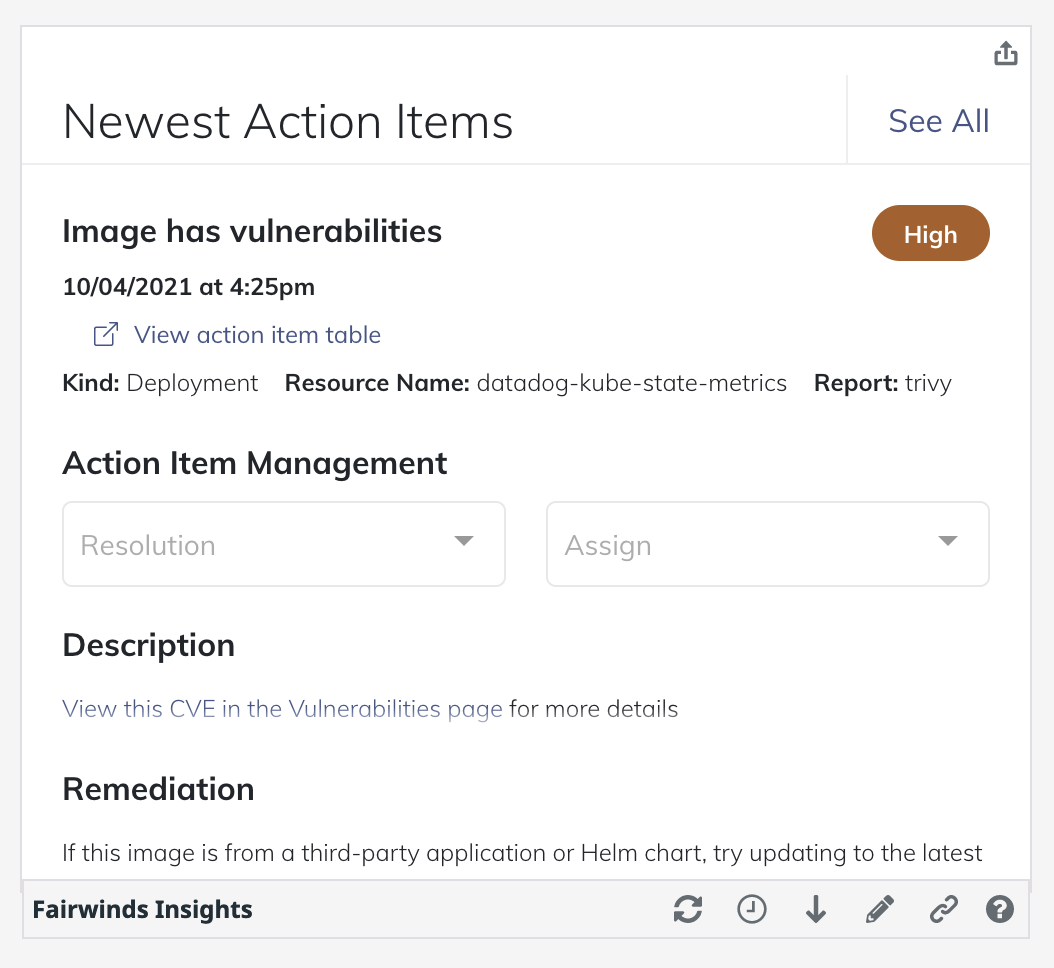 Newest Action Items
See All
Image has vulnerabilities
High
10/04/2021 at 4:25pm
View action item table
Kind: Deployment Resource Name: datadog-kube-state-metrics Report: trivy
Action Item Management
Resolution
Assign
Description
View this CVE in the Vulnerabilities page for more details
Remediation
If this image is from a third-party application or Helm chart, try updating to the latest
Fairwinds Insights